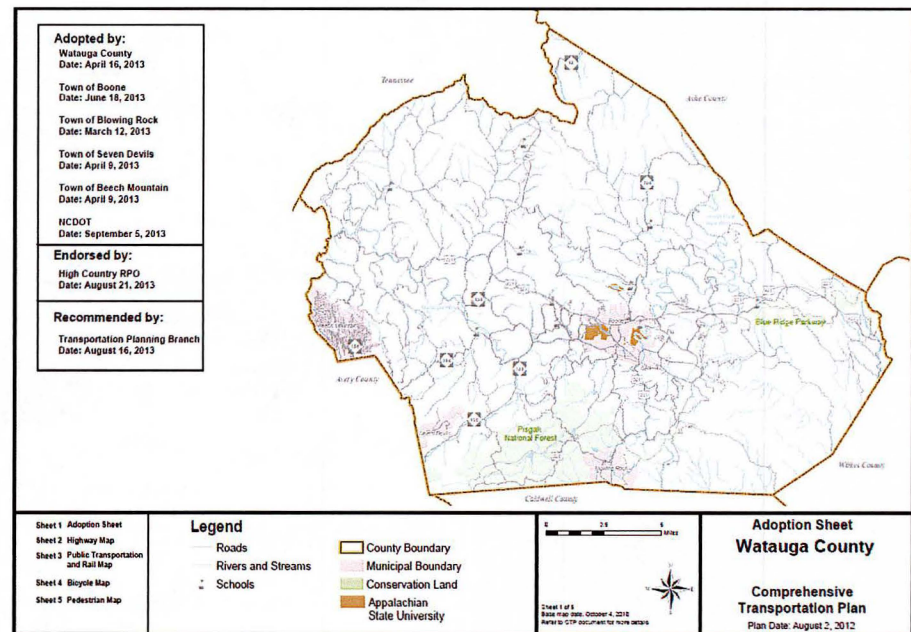 Adopted by:
Watauga County
Date: April 16, 2013
Town of Boone
Date: June 18, 2013
Town of Blowing Rock
Date: March 12, 2013
Town of Seven Devils
Date: April 9, 2013
Town of Beech Mountain
Date: April 9, 2013
NCDOT
Date: September 5, 2013
Endorsed by:
High Country RPO
Date: August 21, 2013
Recommended by:
Transportation Planning Branch
Date: August 16, 2013
Tennessee
Ashe County
Blue Ridge Parkway
Avery County
Pisgah
National Forest
Wilkes County
Caldwell County
Sheet 1 Adoption Sheet
Sheet 2 Highway Map
Sheet 3 Public Transportation
and Rail Map
Sheet 4 Bicycle Map
Sheet 5 Pedestrian Map
Legend
Roads
Rivers and Streams
Schools
County Boundary
Municipal Boundary
Conservation Land
Appalachian
State University
0 2.5 5
Miles
Sheet 1 of 5
Base map date, October 4, 2010
Refer to CTP document for more details
Adoption Sheet
Watauga County
Comprehensive
Transportation Plan
Plan Date: August 2, 2012